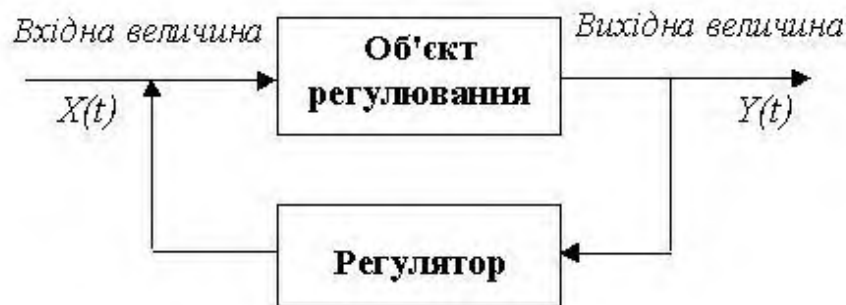 Вхідна величина
Об'єкт
регулювання
Вихідна величина
X(t)
Y(t)
Регулятор